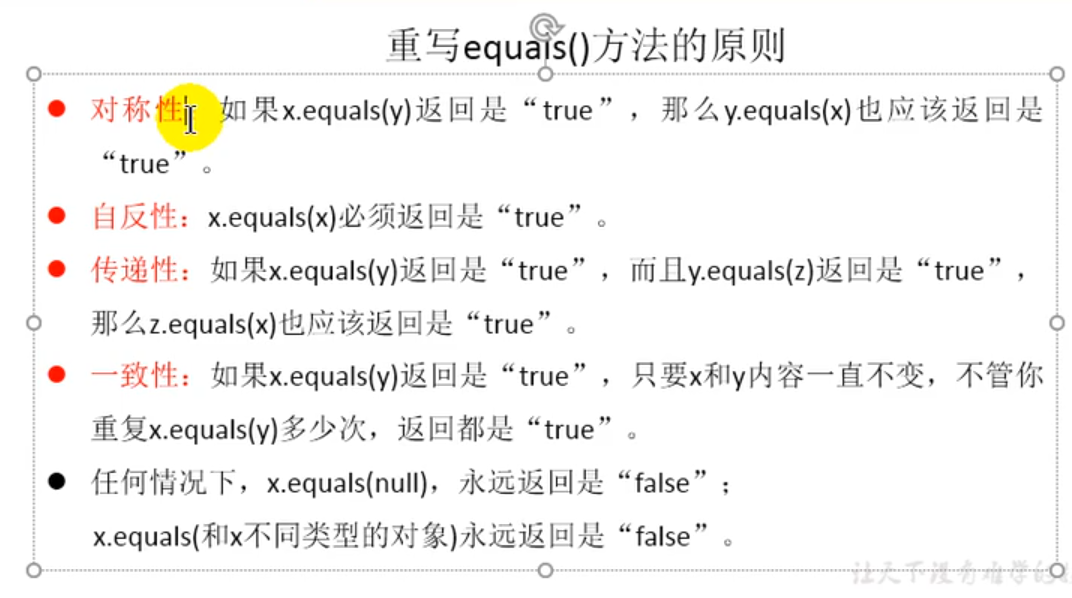 重写equals()方法的原则
对称性：如果x.equals(y)返回是“true”，那么y.equals(x)也应该返回是
“true”。
自反性：x.equals(x)必须返回是“true”。
传递性：如果x.equals(y)返回是“true”，而且y.equals(z)返回是“true”，
那么z.equals(x)也应该返回是“true”。
一致性：如果x.equals(y)返回是“true”，只要x和y内容一直不变，不管你
重复x.equals(y)多少次，返回都是“true”。
任何情况下，x.equals(null)，永远返回是“false”；
x.equals(和x不同类型的对象)永远返回是“false”。
让天下没有难学的